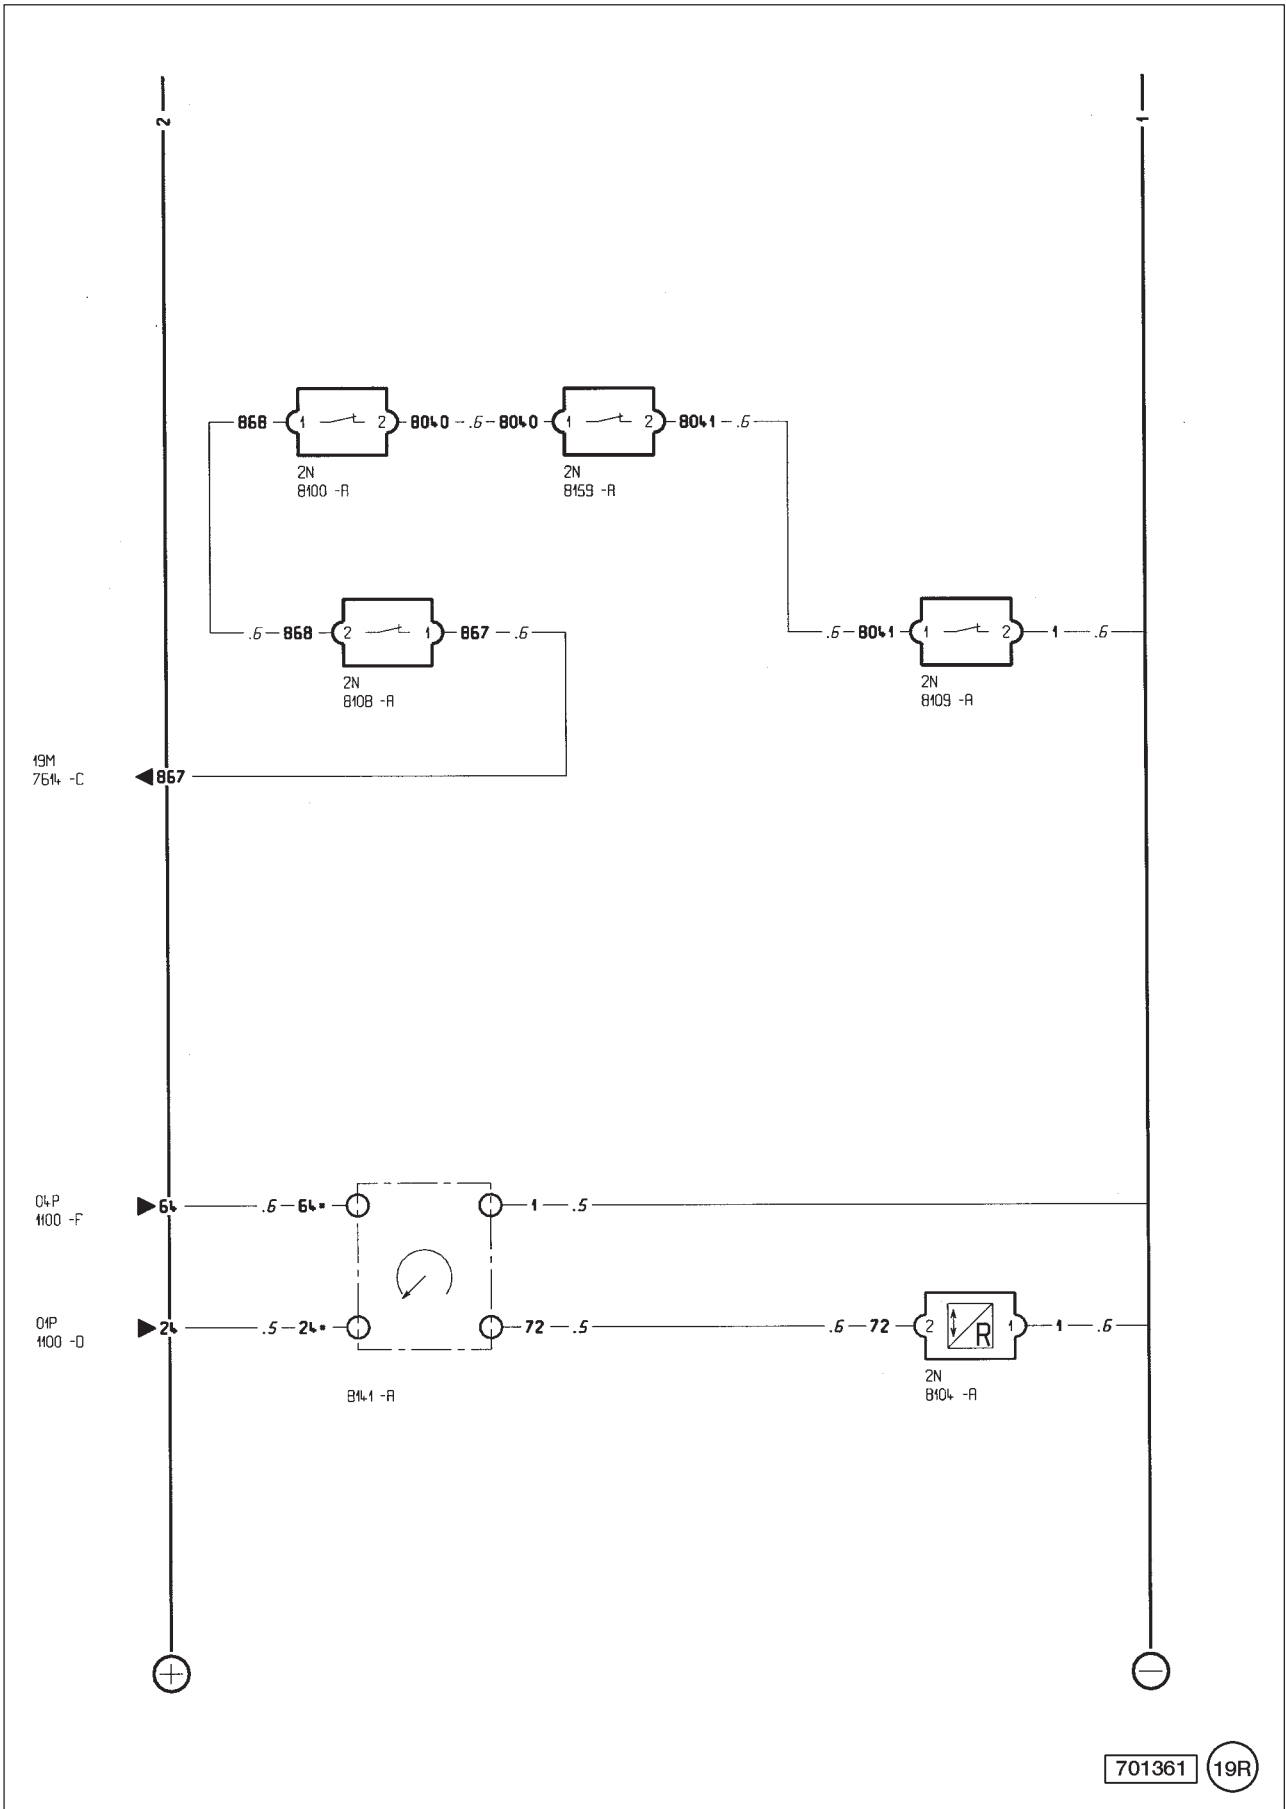 2
1
868 1 2 8040 .6 8040 1 2 8041 .6
2N
8100 -A
2N
8159 -A
.6 868 2 1 867 .6
.6 8041 1 2 1 .6
2N
8108 -A
2N
8109 -A
19M
7614 -C
867
04P
1100 -F
64 .6 64* 1 .5
01P
1100 -D
24 .5 24* 72 .5 .6 72 2 R 1 1 .6
8141 -A
2N
8104 -A
+
−
701361 19R